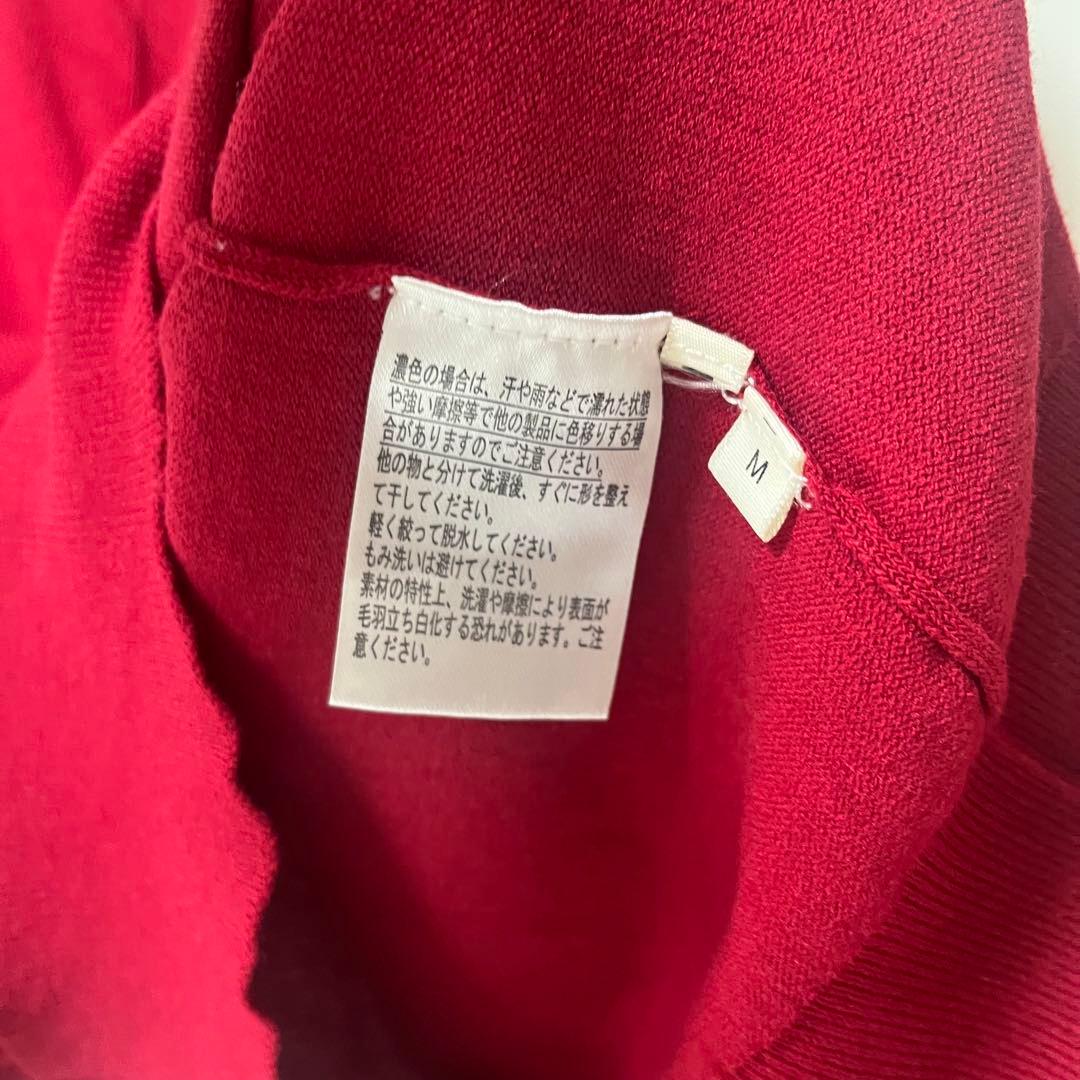 濃色の場合は、汗や雨などで濡れた状態
や強い摩擦等で他の製品に色移りする場
合がありますのでご注意ください。
他の物と分けて洗濯後、すぐに形を整え
て干してください。
軽く絞って脱水してください。
もみ洗いは避けてください。
素材の特性上、洗濯や摩擦により表面が
毛羽立ち白化する恐れがあります。ご注
意ください。
M